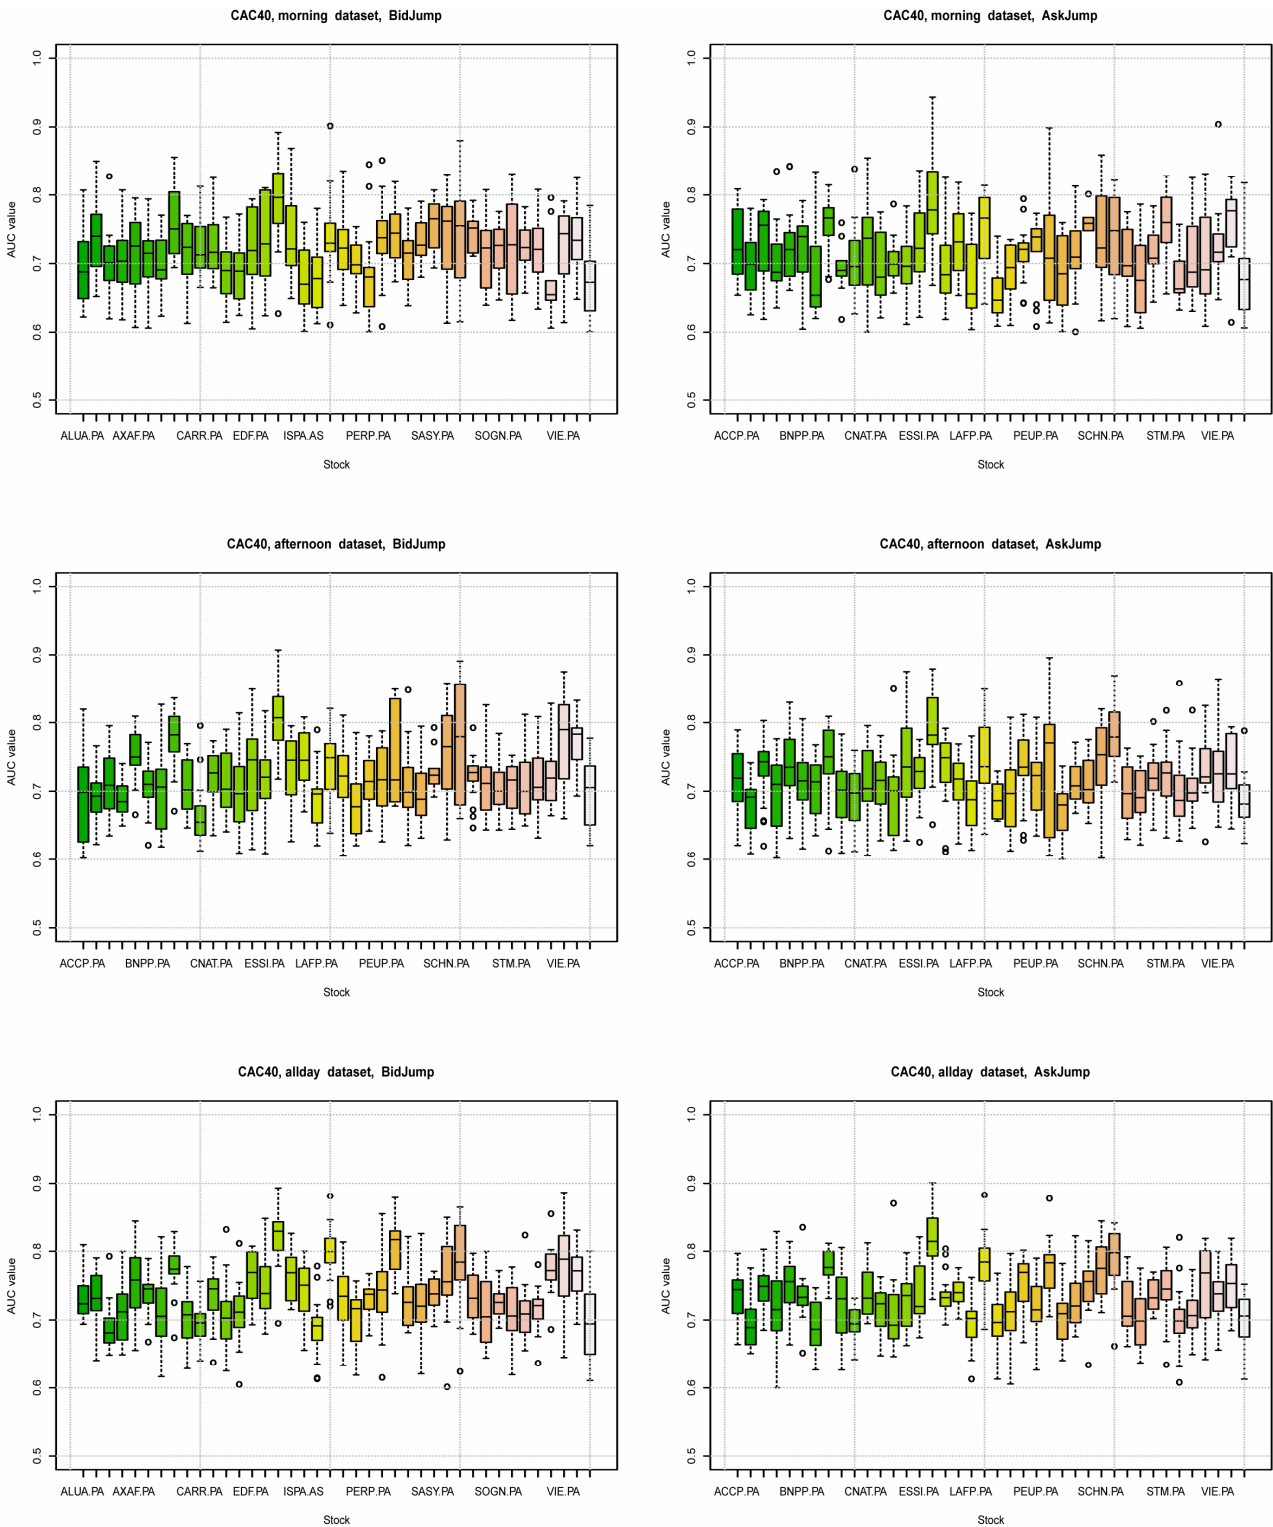 CAC40, morning dataset, BidJump
AUC value
1.0
0.9
0.8
0.7
0.6
0.5
ALUA.PA AXAF.PA CARR.PA EDF.PA ISPA.AS PERP.PA SASY.PA SOGN.PA VIE.PA
Stock
CAC40, morning dataset, AskJump
AUC value
1.0
0.9
0.8
0.7
0.6
0.5
ACCP.PA BNPP.PA CNAT.PA ESSI.PA LAFP.PA PEUP.PA SCHN.PA STM.PA VIE.PA
Stock
CAC40, afternoon dataset, BidJump
AUC value
1.0
0.9
0.8
0.7
0.6
0.5
ACCP.PA BNPP.PA CNAT.PA ESSI.PA LAFP.PA PEUP.PA SCHN.PA STM.PA VIE.PA
Stock
CAC40, afternoon dataset, AskJump
AUC value
1.0
0.9
0.8
0.7
0.6
0.5
ACCP.PA BNPP.PA CNAT.PA ESSI.PA LAFP.PA PEUP.PA SCHN.PA STM.PA VIE.PA
Stock
CAC40, allday dataset, BidJump
AUC value
1.0
0.9
0.8
0.7
0.6
0.5
ALUA.PA AXAF.PA CARR.PA EDF.PA ISPA.AS PERP.PA SASY.PA SOGN.PA VIE.PA
Stock
CAC40, allday dataset, AskJump
AUC value
1.0
0.9
0.8
0.7
0.6
0.5
ACCP.PA BNPP.PA CNAT.PA ESSI.PA LAFP.PA PEUP.PA SCHN.PA STM.PA VIE.PA
Stock